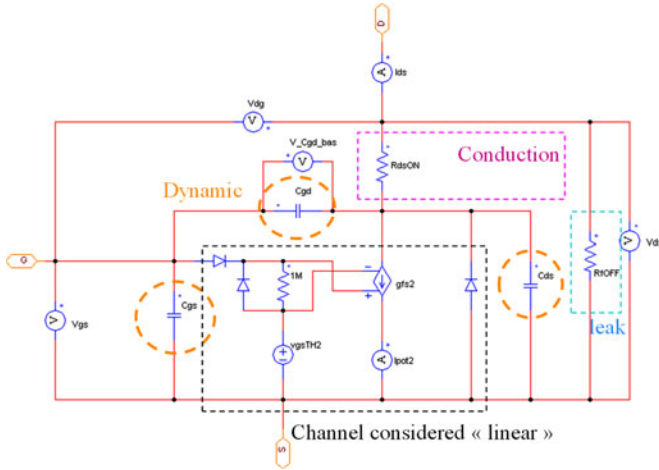 D
A
Ids
Vdg
V
V_Cgd_bas
V
RdsON
Conduction
Dynamic
Cgd
G
V
Vgs
Cgs
1M
gfs2
Cds
RfOFF
V
Vd
leak
vgsTH2
A
Ipot2
S
Channel considered « linear »